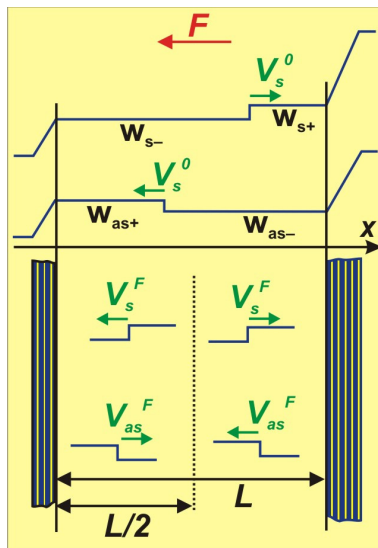 F
V_s^0
W_s– W_s+
V_s^0
W_as+ W_as–
x
V_s^F V_s^F
V_as^F V_as^F
L
L/2